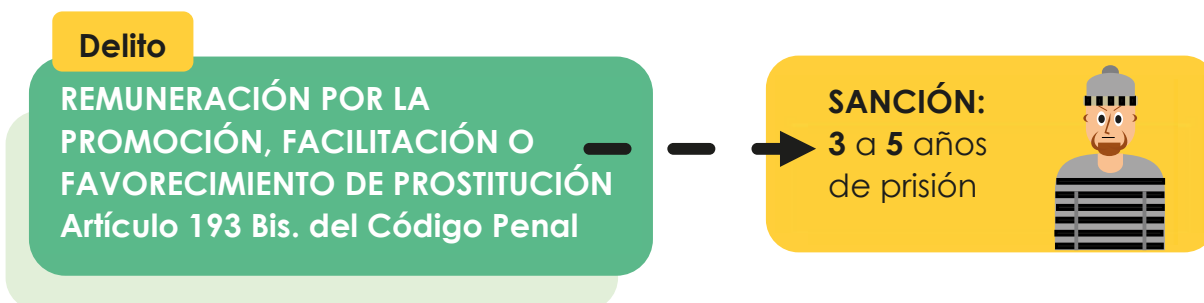 Delito
REMUNERACIÓN POR LA
PROMOCIÓN, FACILITACIÓN O
FAVORECIMIENTO DE PROSTITUCIÓN
Artículo 193 Bis. del Código Penal
SANCIÓN:
3 a 5 años
de prisión